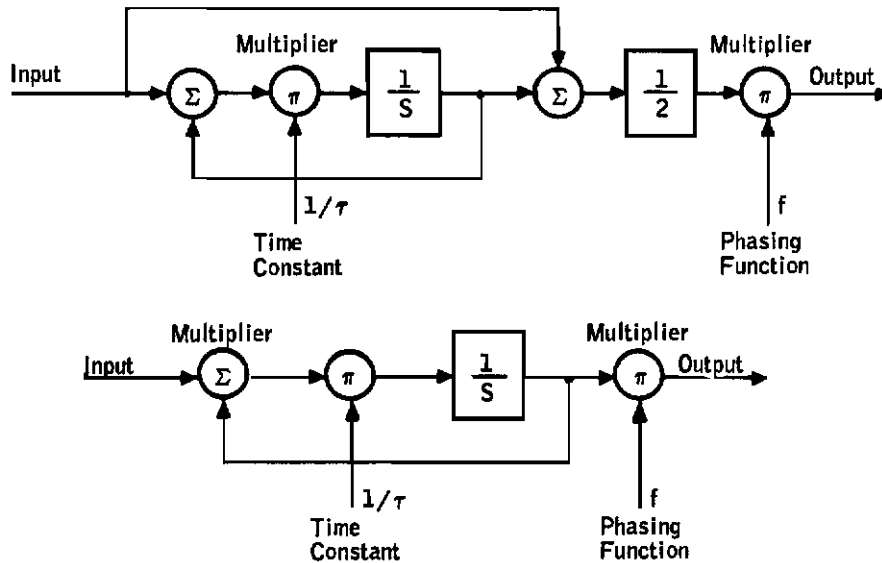 Multiplier Multiplier
Input Output
Σ π 1/S Σ 1/2 π
1/τ f
Time Phasing
Constant Function
Multiplier Multiplier
Input Output
Σ π 1/S π
1/τ f
Time Phasing
Constant Function